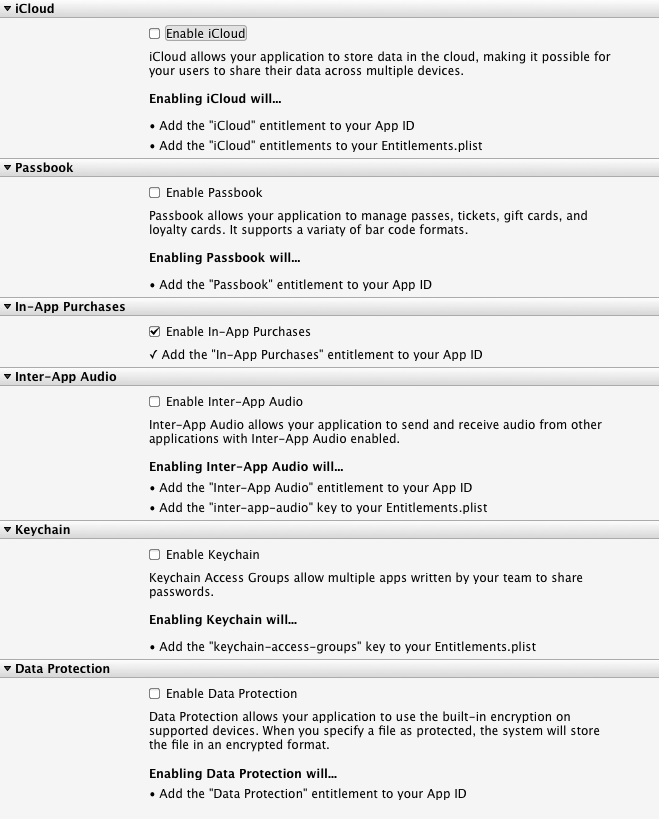 iCloud
Enable iCloud
iCloud allows your application to store data in the cloud, making it possible for
your users to share their data across multiple devices.
Enabling iCloud will...
• Add the "iCloud" entitlement to your App ID
• Add the "iCloud" entitlements to your Entitlements.plist
Passbook
Enable Passbook
Passbook allows your application to manage passes, tickets, gift cards, and
loyalty cards. It supports a variaty of bar code formats.
Enabling Passbook will...
• Add the "Passbook" entitlement to your App ID
In-App Purchases
Enable In-App Purchases
✓ Add the "In-App Purchases" entitlement to your App ID
Inter-App Audio
Enable Inter-App Audio
Inter-App Audio allows your application to send and receive audio from other
applications with Inter-App Audio enabled.
Enabling Inter-App Audio will...
• Add the "Inter-App Audio" entitlement to your App ID
• Add the "inter-app-audio" key to your Entitlements.plist
Keychain
Enable Keychain
Keychain Access Groups allow multiple apps written by your team to share
passwords.
Enabling Keychain will...
• Add the "keychain-access-groups" key to your Entitlements.plist
Data Protection
Enable Data Protection
Data Protection allows your application to use the built-in encryption on
supported devices. When you specify a file as protected, the system will store
the file in an encrypted format.
Enabling Data Protection will...
• Add the "Data Protection" entitlement to your App ID